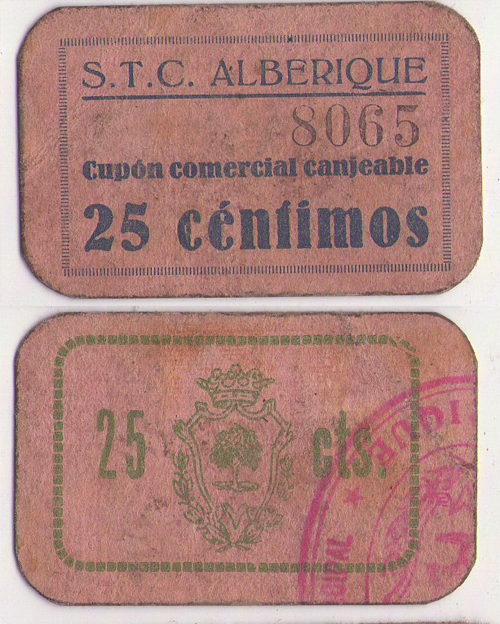 S.T.C. ALBERIQUE
8065
Cupón comercial canjeable
25 céntimos
25 cts.